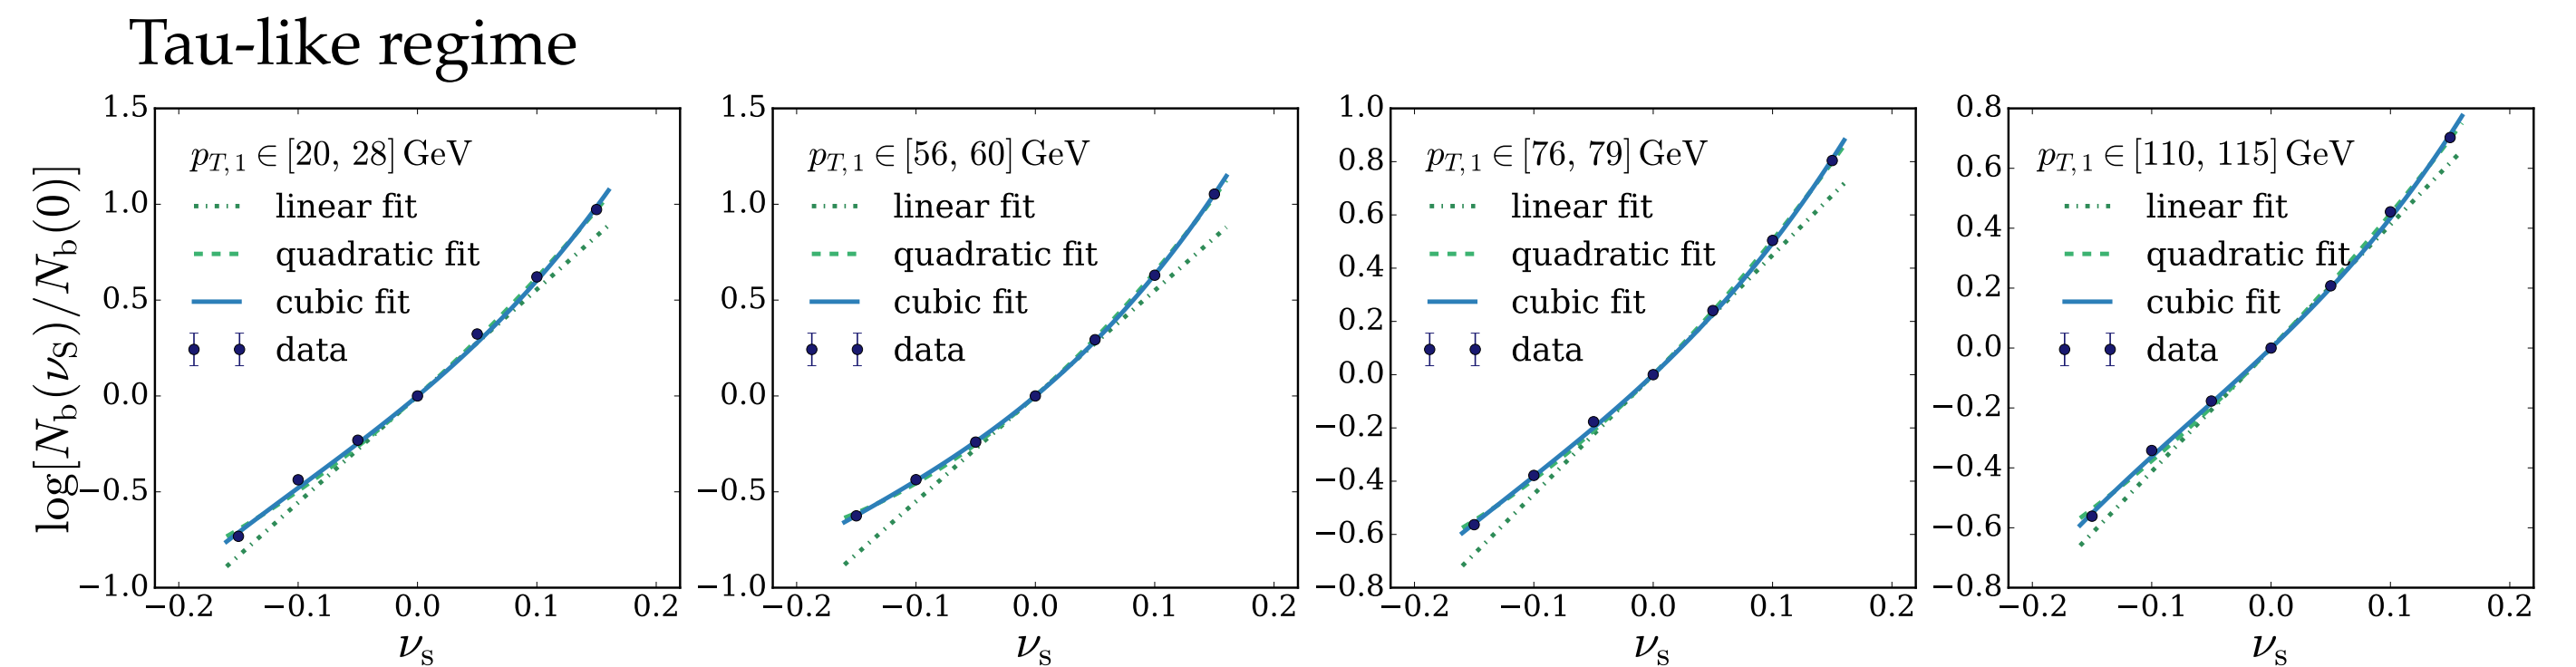 Tau-like regime
log[N_b(ν_S)/N_b(0)]
1.5
1.0
0.5
0.0
−0.5
−1.0
p_{T,1} ∈ [20, 28] GeV
linear fit
quadratic fit
cubic fit
data
−0.2 −0.1 0.0 0.1 0.2
ν_s
1.5
1.0
0.5
0.0
−0.5
−1.0
p_{T,1} ∈ [56, 60] GeV
linear fit
quadratic fit
cubic fit
data
−0.2 −0.1 0.0 0.1 0.2
ν_s
1.0
0.8
0.6
0.4
0.2
0.0
−0.2
−0.4
−0.6
−0.8
p_{T,1} ∈ [76, 79] GeV
linear fit
quadratic fit
cubic fit
data
−0.2 −0.1 0.0 0.1 0.2
ν_s
0.8
0.6
0.4
0.2
0.0
−0.2
−0.4
−0.6
−0.8
p_{T,1} ∈ [110, 115] GeV
linear fit
quadratic fit
cubic fit
data
−0.2 −0.1 0.0 0.1 0.2
ν_s